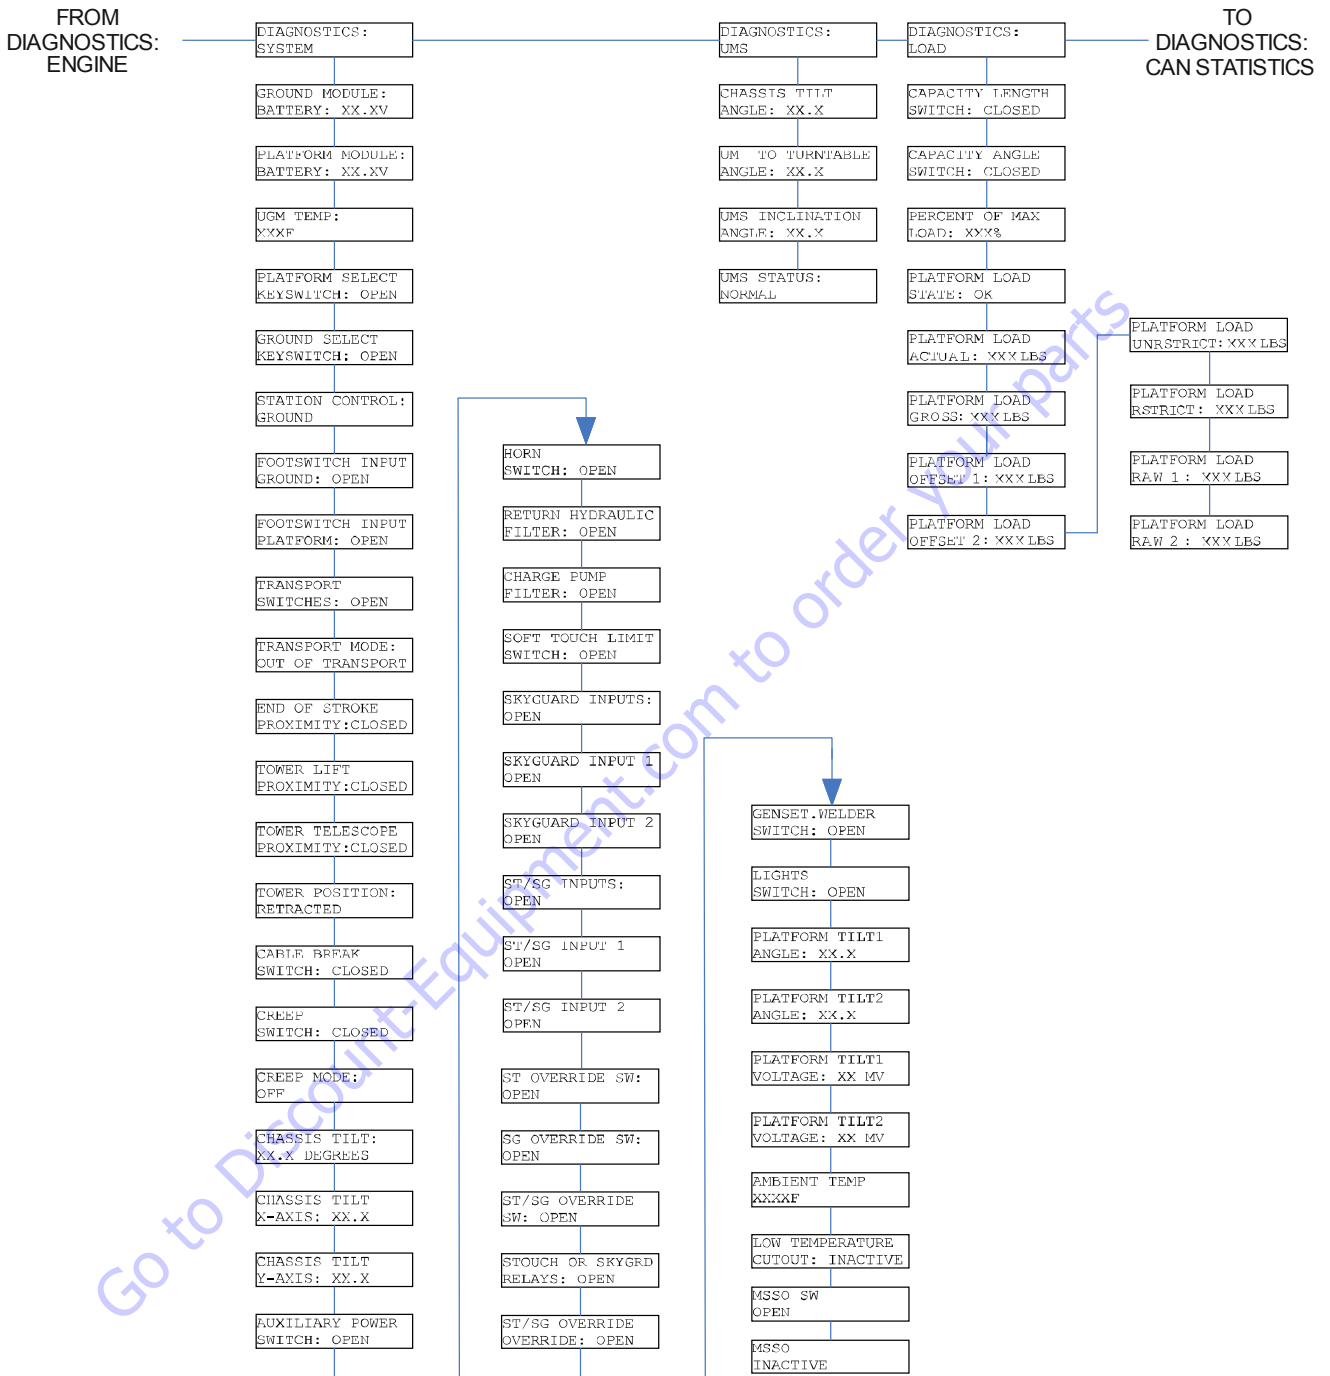 FROM
DIAGNOSTICS:
ENGINE
DIAGNOSTICS:
SYSTEM
GROUND MODULE:
BATTERY: XX.XV
PLATFORM MODULE:
BATTERY: XX.XV
UGM TEMP:
XXXF
PLATFORM SELECT
KEYSWITCH: OPEN
GROUND SELECT
KEYSWITCH: OPEN
STATION CONTROL:
GROUND
FOOTSWITCH INPUT
GROUND: OPEN
FOOTSWITCH INPUT
PLATFORM: OPEN
TRANSPORT
SWITCHES: OPEN
TRANSPORT MODE:
OUT OF TRANSPORT
END OF STROKE
PROXIMITY:CLOSED
TOWER LIFT
PROXIMITY:CLOSED
TOWER TELESCOPE
PROXIMITY:CLOSED
TOWER POSITION:
RETRACTED
CABLE BREAK
SWITCH: CLOSED
CREEP
SWITCH: CLOSED
CREEP MODE:
OFF
CHASSIS TILT:
XX.X DEGREES
CHASSIS TILT
X-AXIS: XX.X
CHASSIS TILT
Y-AXIS: XX.X
AUXILIARY POWER
SWITCH: OPEN
HORN
SWITCH: OPEN
RETURN HYDRAULIC
FILTER: OPEN
CHARGE PUMP
FILTER: OPEN
SOFT TOUCH LIMIT
SWITCH: OPEN
SKYGUARD INPUTS:
OPEN
SKYGUARD INPUT 1
OPEN
SKYGUARD INPUT 2
OPEN
ST/SG INPUTS:
OPEN
ST/SG INPUT 1
OPEN
ST/SG INPUT 2
OPEN
ST OVERRIDE SW:
OPEN
SG OVERRIDE SW:
OPEN
ST/SG OVERRIDE
SW: OPEN
STOUCH OR SKYGRD
RELAYS: OPEN
ST/SG OVERRIDE
OVERRIDE: OPEN
GENSET.WELDER
SWITCH: OPEN
LIGHTS
SWITCH: OPEN
PLATFORM TILT1
ANGLE: XX.X
PLATFORM TILT2
ANGLE: XX.X
PLATFORM TILT1
VOLTAGE: XX MV
PLATFORM TILT2
VOLTAGE: XX MV
AMBIENT TEMP
XXXXF
LOW TEMPERATURE
CUTOUT: INACTIVE
MSSO SW
OPEN
MSSO
INACTIVE
DIAGNOSTICS:
UMS
CHASSIS TILT
ANGLE: XX.X
UM TO TURNTABLE
ANGLE: XX.X
UMS INCLINATION
ANGLE: XX.X
UMS STATUS:
NORMAL
DIAGNOSTICS:
LOAD
CAPACITY LENGTH
SWITCH: CLOSED
CAPACITY ANGLE
SWITCH: CLOSED
PERCENT OF MAX
LOAD: XXX%
PLATFORM LOAD
STATE: OK
PLATFORM LOAD
ACTUAL: XXX LBS
PLATFORM LOAD
GROSS: XXX LBS
PLATFORM LOAD
OFFSET 1: XXX LBS
PLATFORM LOAD
OFFSET 2: XXX LBS
PLATFORM LOAD
UNRSTRICT: XXX LBS
PLATFORM LOAD
RSTRICT: XXX LBS
PLATFORM LOAD
RAW 1: XXX LBS
PLATFORM LOAD
RAW 2: XXX LBS
TO
DIAGNOSTICS:
CAN STATISTICS
Go to Discount-Equipment.com to order your parts